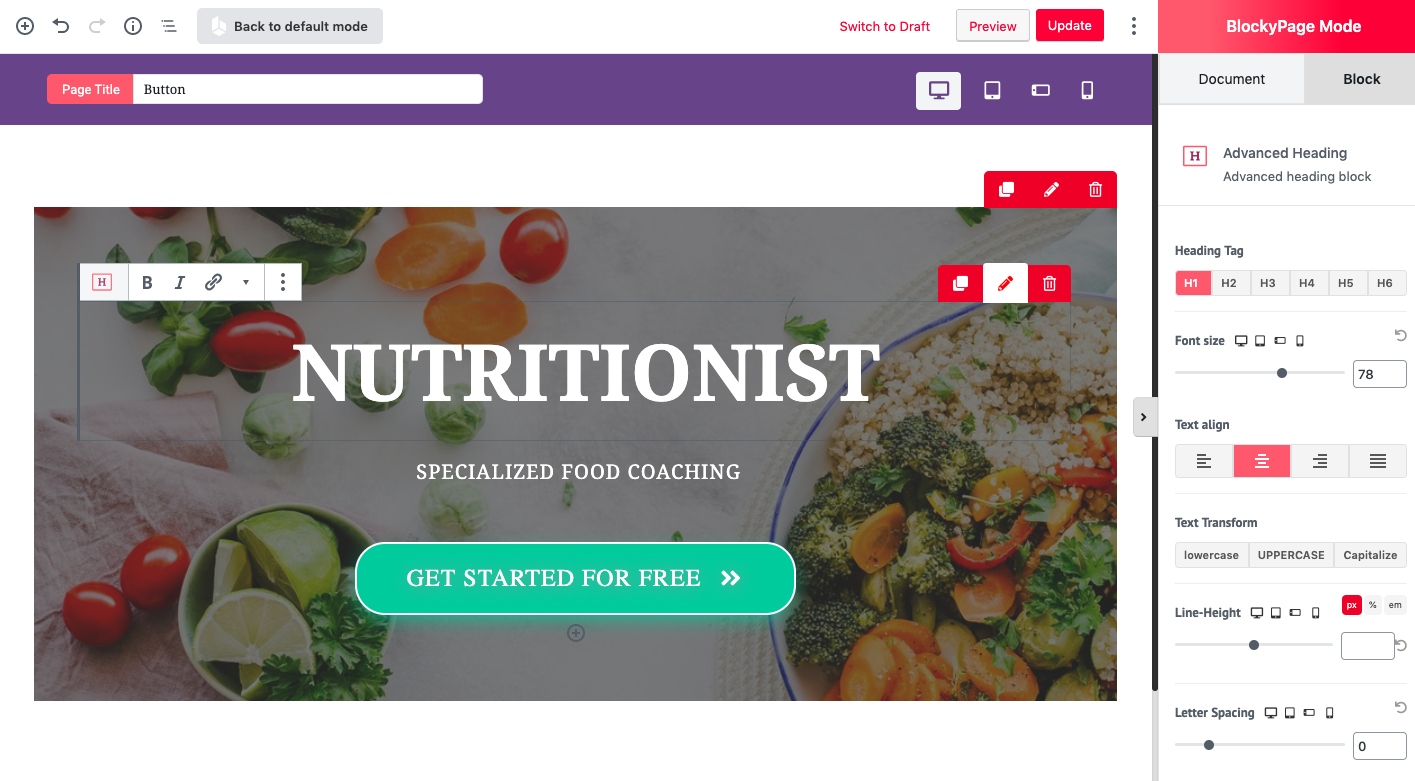 Back to default mode
Switch to Draft
Preview
Update
BlockyPage Mode
Page Title
Button
Document
Block
H
Advanced Heading
Advanced heading block
Heading Tag
H1 H2 H3 H4 H5 H6
Font size
78
Text align
Text Transform
lowercase UPPERCASE Capitalize
Line-Height
px % em
Letter Spacing
0
H B I
NUTRITIONIST
SPECIALIZED FOOD COACHING
GET STARTED FOR FREE